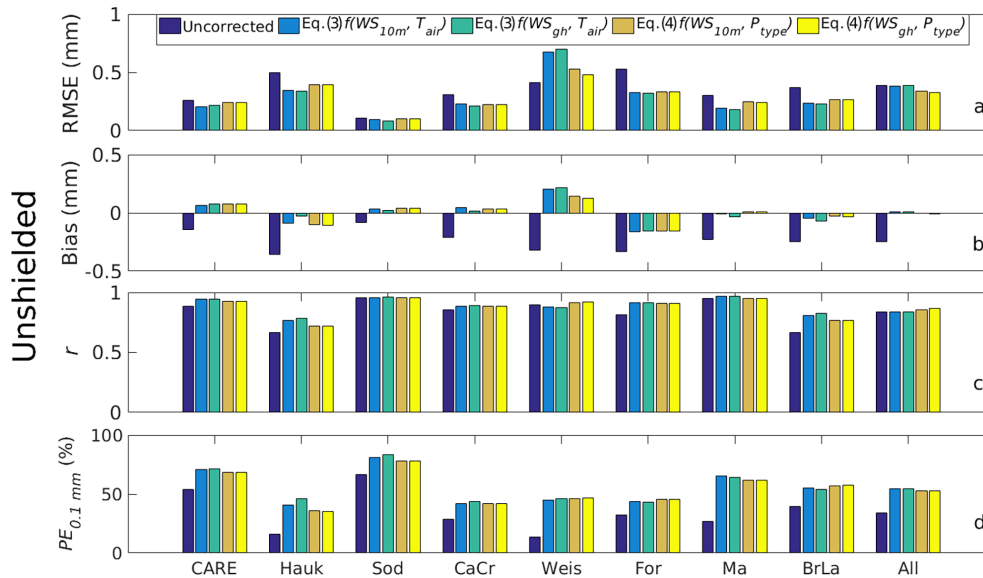 Unshielded
Uncorrected Eq.(3)f(WS10m, Tair) Eq.(3)f(WSgh, Tair) Eq.(4)f(WS10m, Ptype) Eq.(4)f(WSgh, Ptype)
RMSE (mm)
1
0.5
0
a
Bias (mm)
0.5
0
-0.5
b
r
1
0.5
0
c
PE0.1 mm (%)
100
50
0
d
CARE Hauk Sod CaCr Weis For Ma BrLa All